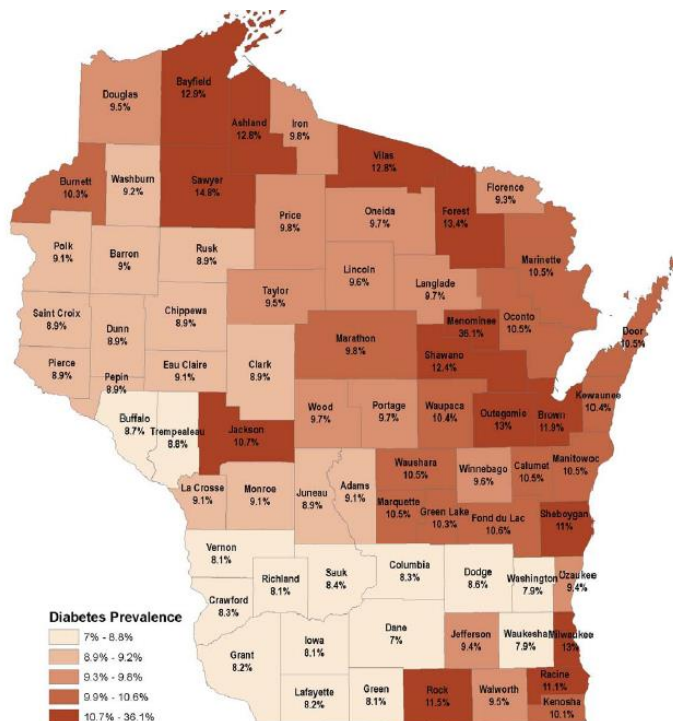 Douglas
9.5%
Bayfield
12.9%
Ashland
12.8%
Iron
9.8%
Vilas
12.8%
Florence
9.3%
Burnett
10.3%
Washburn
9.2%
Sawyer
14.8%
Price
9.8%
Oneida
9.7%
Forest
13.4%
Marinette
10.5%
Polk
9.1%
Barron
9%
Rusk
8.9%
Lincoln
9.6%
Langlade
9.7%
Taylor
9.5%
Saint Croix
8.9%
Dunn
8.9%
Chippewa
8.9%
Menominee
36.1%
Oconto
10.5%
Door
10.5%
Marathon
9.8%
Shawano
12.4%
Pierce
8.9%
Pepin
8.9%
Eau Claire
9.1%
Clark
8.9%
Buffalo
8.7%
Trempealeau
8.8%
Jackson
10.7%
Wood
9.7%
Portage
9.7%
Waupaca
10.4%
Outegomie
13%
Brown
11.9%
Kewaunee
10.4%
La Crosse
9.1%
Monroe
9.1%
Juneau
8.9%
Adams
9.1%
Waushara
10.5%
Winnebago
9.6%
Calumet
10.5%
Manitowoc
10.5%
Marquette
10.5%
Green Lake
10.3%
Fond du Lac
10.6%
Sheboygan
11%
Vernon
8.1%
Richland
8.1%
Sauk
8.4%
Columbia
8.3%
Dodge
8.6%
Washington
7.9%
Ozaukee
9.4%
Crawford
8.3%
Grant
8.2%
Iowa
8.1%
Dane
7%
Jefferson
9.4%
Waukesha
7.9%
Milwaukee
13%
Lafayette
8.2%
Green
8.1%
Rock
11.5%
Walworth
9.5%
Racine
11.1%
Kenosha
10.1%
Diabetes Prevalence
7% - 8.8%
8.9% - 9.2%
9.3% - 9.8%
9.9% - 10.6%
10.7% - 36.1%